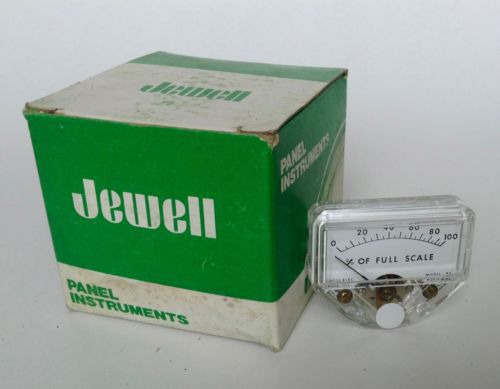 Jewell
Jewell
PANEL
INSTRUMENTS
PANEL
INSTRUMENTS
0 20 40 60 80 100
% OF FULL SCALE